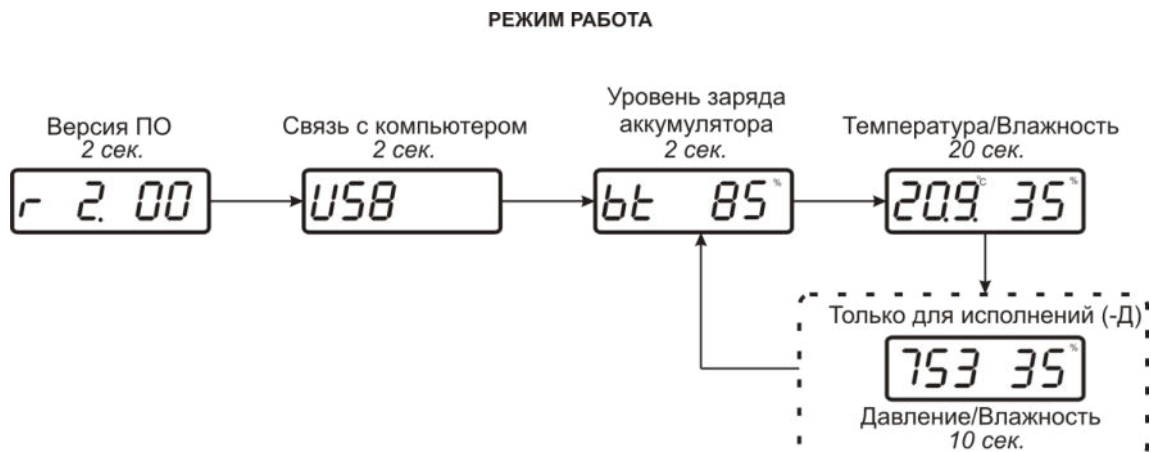 РЕЖИМ РАБОТА
Версия ПО
2 сек.
r 2. 00
Связь с компьютером
2 сек.
USB
Уровень заряда
аккумулятора
2 сек.
bt 85 %
Температура/Влажность
20 сек.
20.9. °C 35 %
Только для исполнений (-Д)
753 35 %
Давление/Влажность
10 сек.